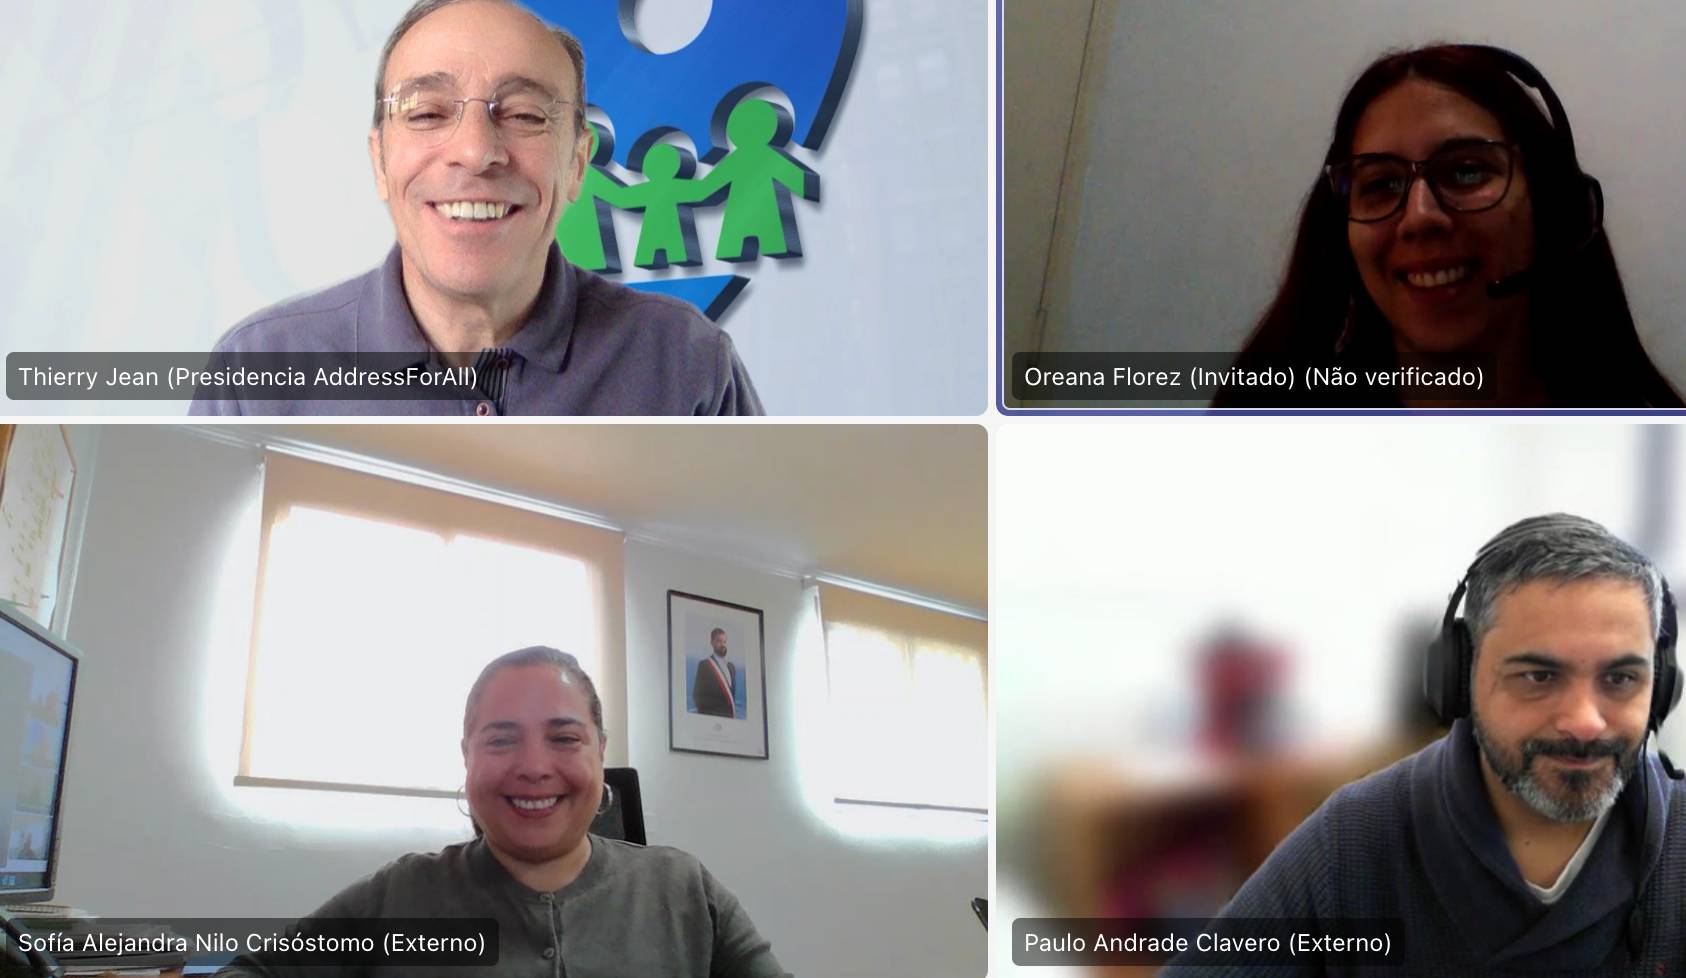 Thierry Jean (Presidencia AddressForAll)
Oreana Florez (Invitado) (Não verificado)
Sofía Alejandra Nilo Crisóstomo (Externo)
Paulo Andrade Clavero (Externo)